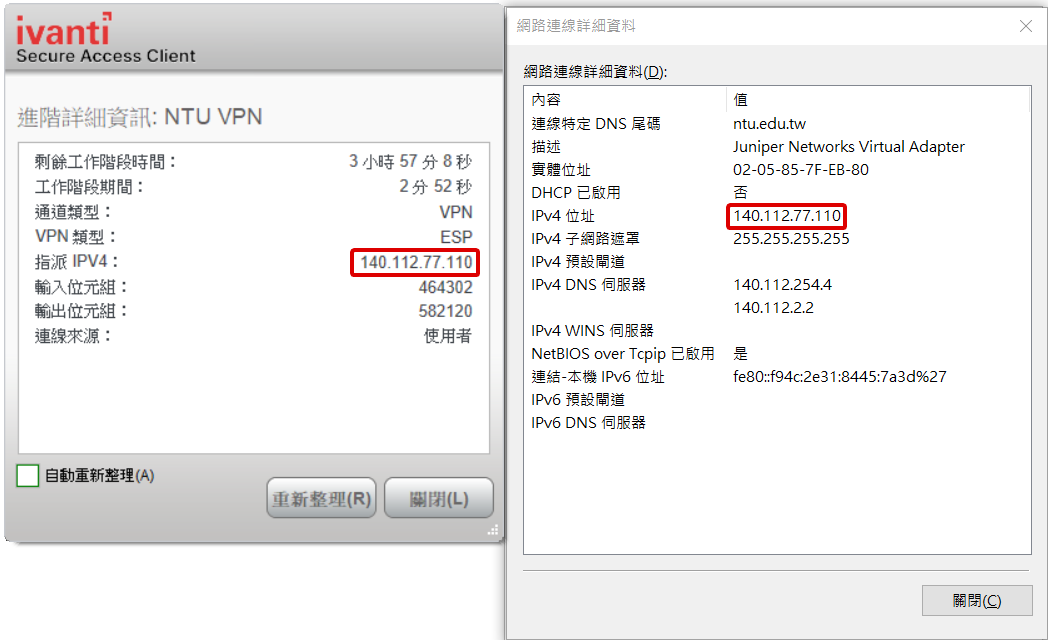 ivanti
Secure Access Client
進階詳細資訊: NTU VPN
剩餘工作階段時間： 3 小時 57 分 8 秒
工作階段期間： 2 分 52 秒
通道類型： VPN
VPN 類型： ESP
指派 IPV4： 140.112.77.110
輸入位元組： 464302
輸出位元組： 582120
連線來源： 使用者
自動重新整理(A)
重新整理(R) 關閉(L)
網路連線詳細資料
網路連線詳細資料(D):
內容 值
連線特定 DNS 尾碼 ntu.edu.tw
描述 Juniper Networks Virtual Adapter
實體位址 02-05-85-7F-EB-80
DHCP 已啟用 否
IPv4 位址 140.112.77.110
IPv4 子網路遮罩 255.255.255.255
IPv4 預設閘道
IPv4 DNS 伺服器 140.112.254.4
140.112.2.2
IPv4 WINS 伺服器
NetBIOS over Tcpip 已啟用 是
連結-本機 IPv6 位址 fe80::f94c:2e31:8445:7a3d%27
IPv6 預設閘道
IPv6 DNS 伺服器
關閉(C)